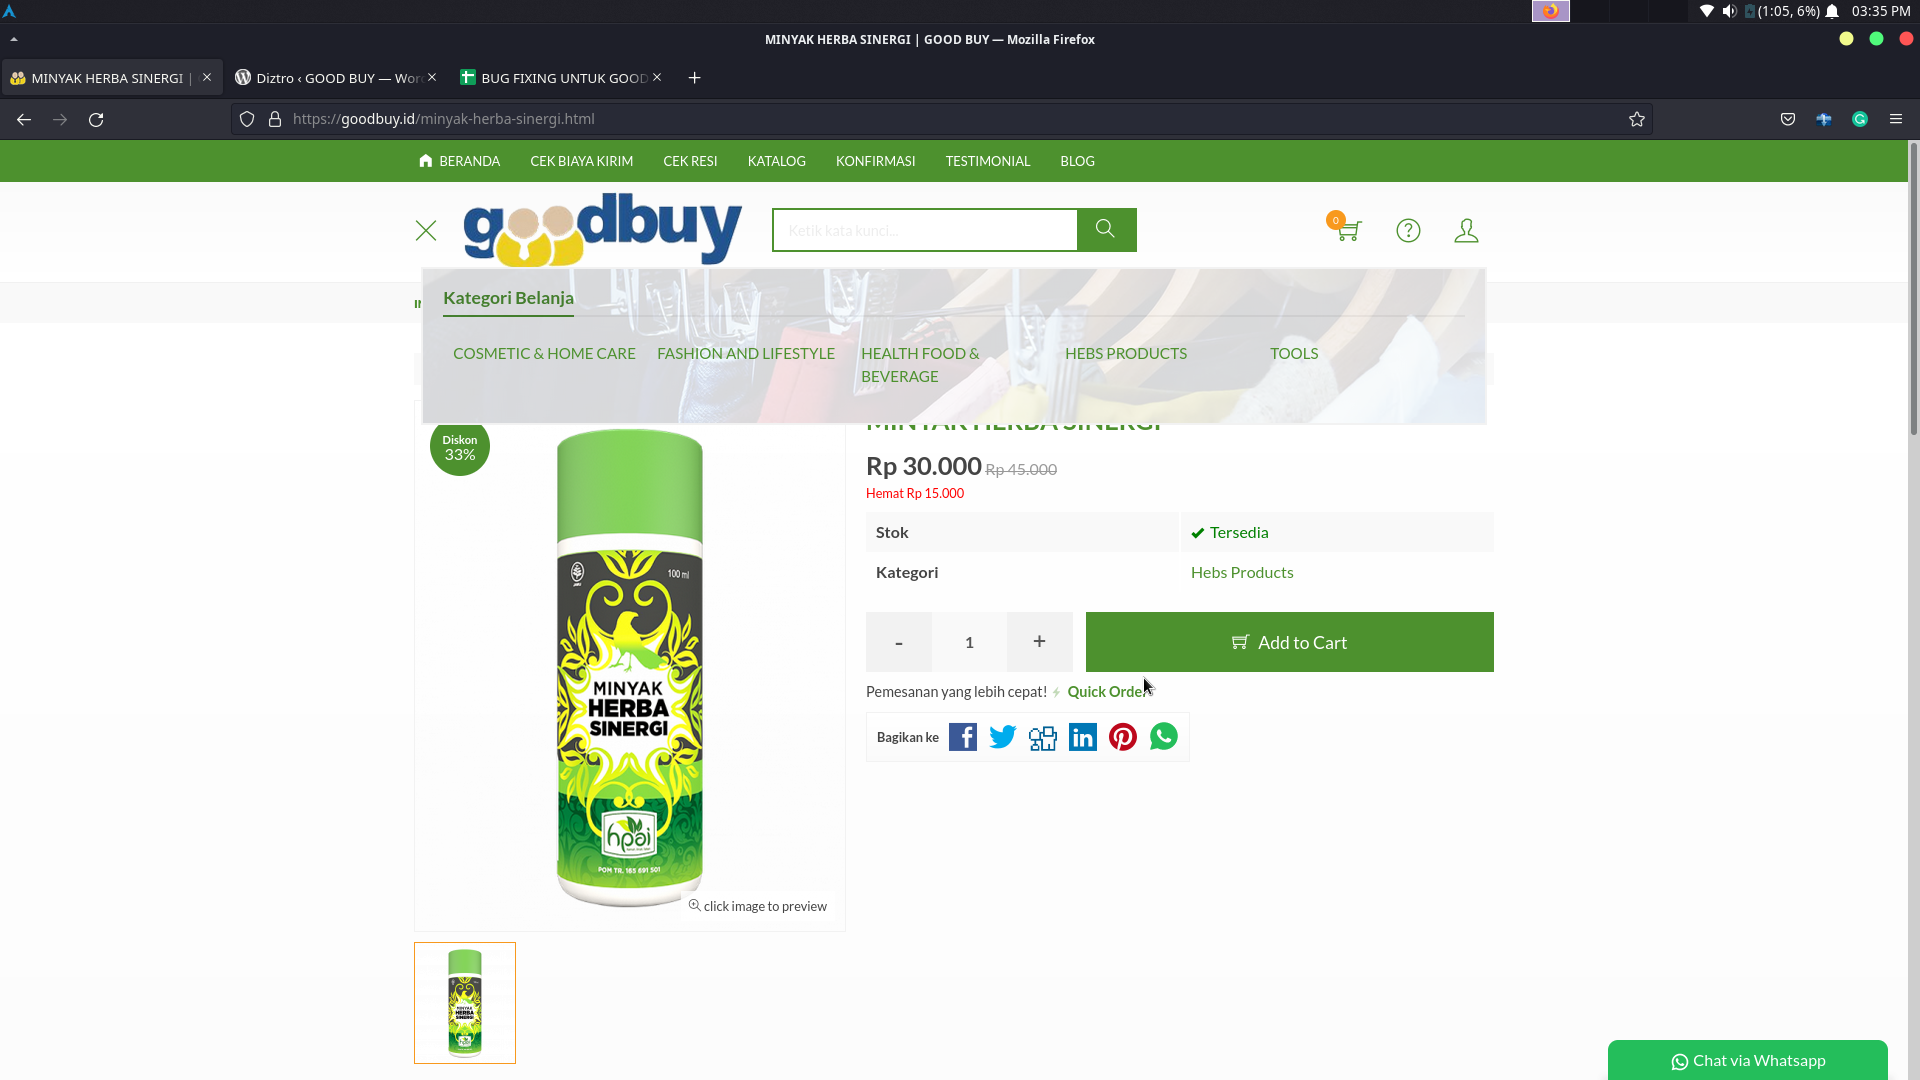 (1:05, 6%) 03:35 PM
MINYAK HERBA SINERGI | GOOD BUY — Mozilla Firefox
MINYAK HERBA SINERGI |
Diztro ‹ GOOD BUY — Wor
BUG FIXING UNTUK GOOD
https://goodbuy.id/minyak-herba-sinergi.html
BERANDA CEK BIAYA KIRIM CEK RESI KATALOG KONFIRMASI TESTIMONIAL BLOG
goodbuy
Ketik kata kunci...
0
Kategori Belanja
COSMETIC & HOME CARE FASHION AND LIFESTYLE HEALTH FOOD & HEBS PRODUCTS TOOLS
BEVERAGE
MINYAK HERBA SINERGI
Diskon
33%
Rp 30.000 Rp 45.000
Hemat Rp 15.000
Stok Tersedia
Kategori Hebs Products
- 1 + Add to Cart
Pemesanan yang lebih cepat! Quick Order
Bagikan ke
100 ml
MINYAK
HERBA
SINERGI
hpai
POM TR. 165 691 501
click image to preview
MINYAK
HERBA
SINERGI
Chat via Whatsapp